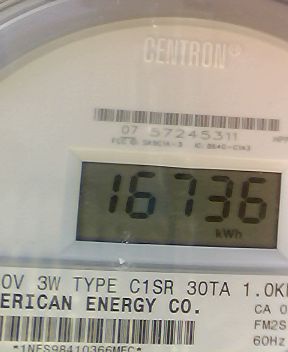 CENTRON®
07 57245311
16736
kWh
0V 3W TYPE C1SR 30TA 1.0K
ERICAN ENERGY CO.
CA 0
FM2S
60Hz
*1NES98410366MEC*